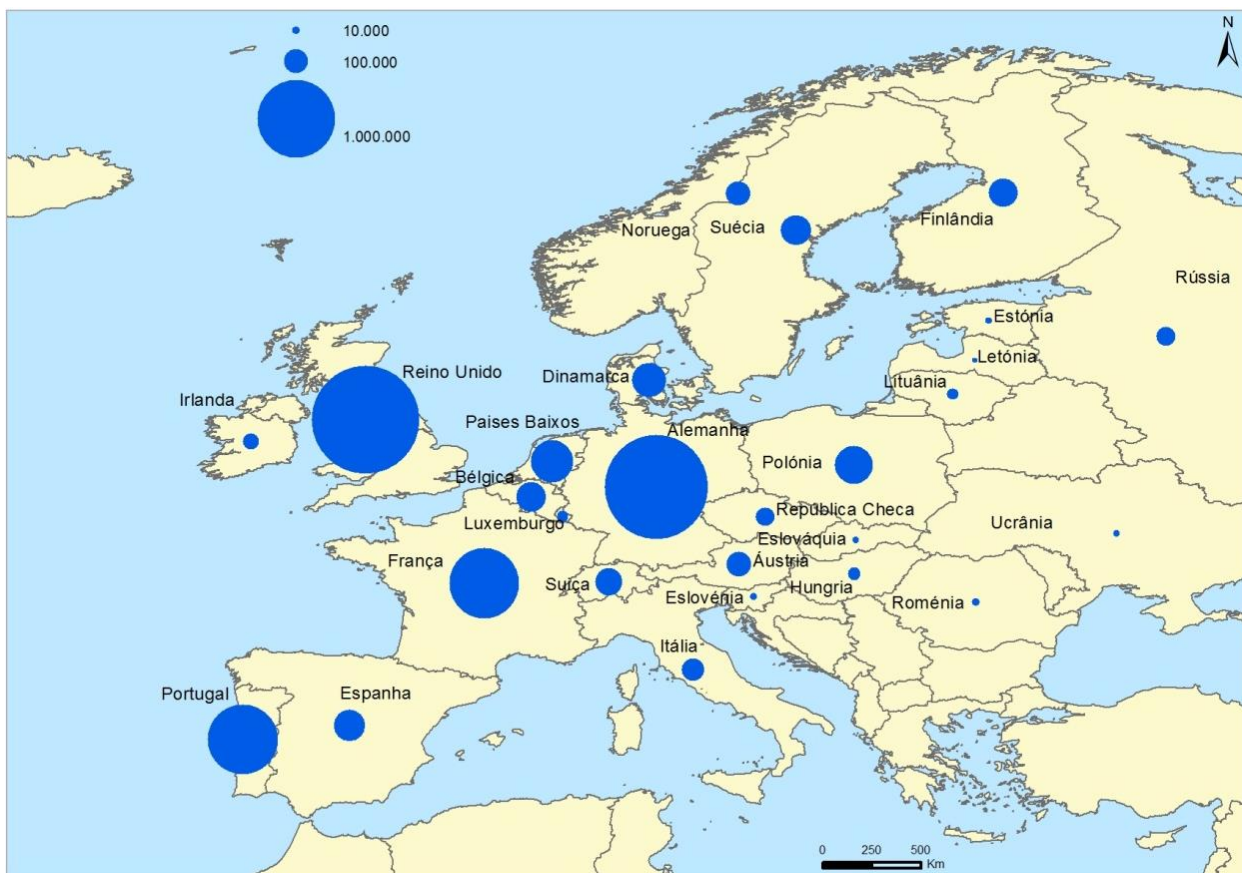 10.000
100.000
1.000.000
N
Noruega
Suécia
Finlândia
Rússia
Estónia
Letónia
Lituânia
Dinamarca
Reino Unido
Irlanda
Paises Baixos
Alemanha
Polónia
Bélgica
Luxemburgo
República Checa
Eslováquia
Ucrânia
França
Suíça
Áustria
Hungria
Eslovénia
Roménia
Itália
Portugal
Espanha
0 250 500
Km